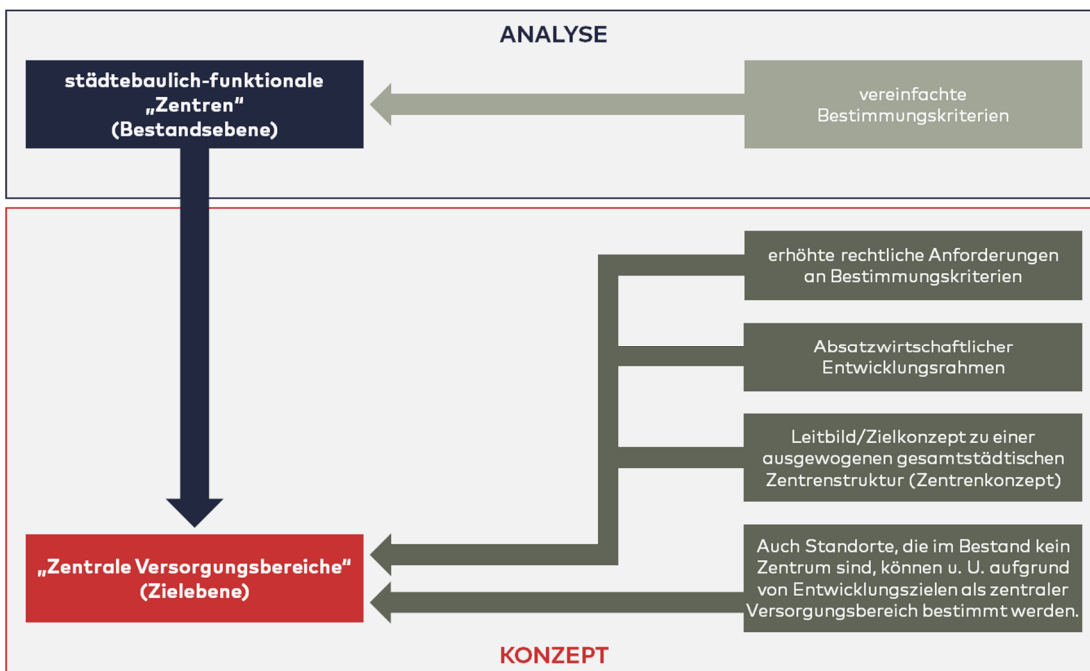 ANALYSE
städtebaulich-funktionale
„Zentren“
(Bestandsebene)
vereinfachte
Bestimmungskriterien
erhöhte rechtliche Anforderungen
an Bestimmungskriterien
Absatzwirtschaftlicher
Entwicklungsrahmen
Leitbild/Zielkonzept zu einer
ausgewogenen gesamtstädtischen
Zentrenstruktur (Zentrenkonzept)
„Zentrale Versorgungsbereiche“
(Zielebene)
Auch Standorte, die im Bestand kein
Zentrum sind, können u. U. aufgrund
von Entwicklungszielen als zentraler
Versorgungsbereich bestimmt werden.
KONZEPT